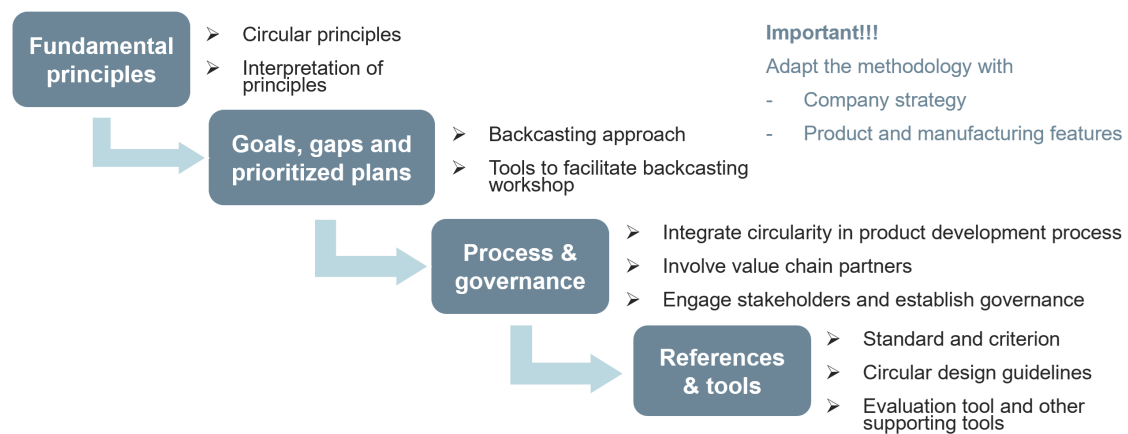 Fundamental
principles
➢ Circular principles
➢ Interpretation of
principles
Important!!!
Adapt the methodology with
- Company strategy
- Product and manufacturing features
Goals, gaps and
prioritized plans
➢ Backcasting approach
➢ Tools to facilitate backcasting
workshop
Process &
governance
➢ Integrate circularity in product development process
➢ Involve value chain partners
➢ Engage stakeholders and establish governance
References
& tools
➢ Standard and criterion
➢ Circular design guidelines
➢ Evaluation tool and other
supporting tools